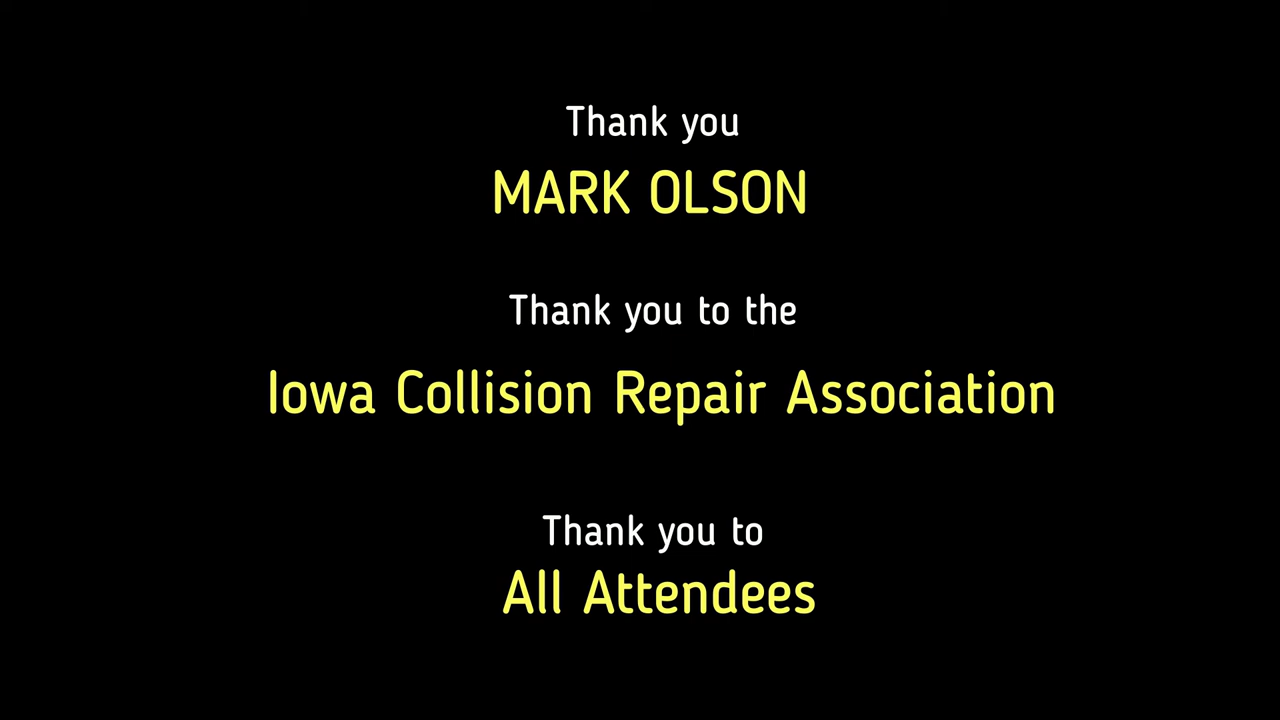 Thank you
MARK OLSON
Thank you to the
Iowa Collision Repair Association
Thank you to
All Attendees